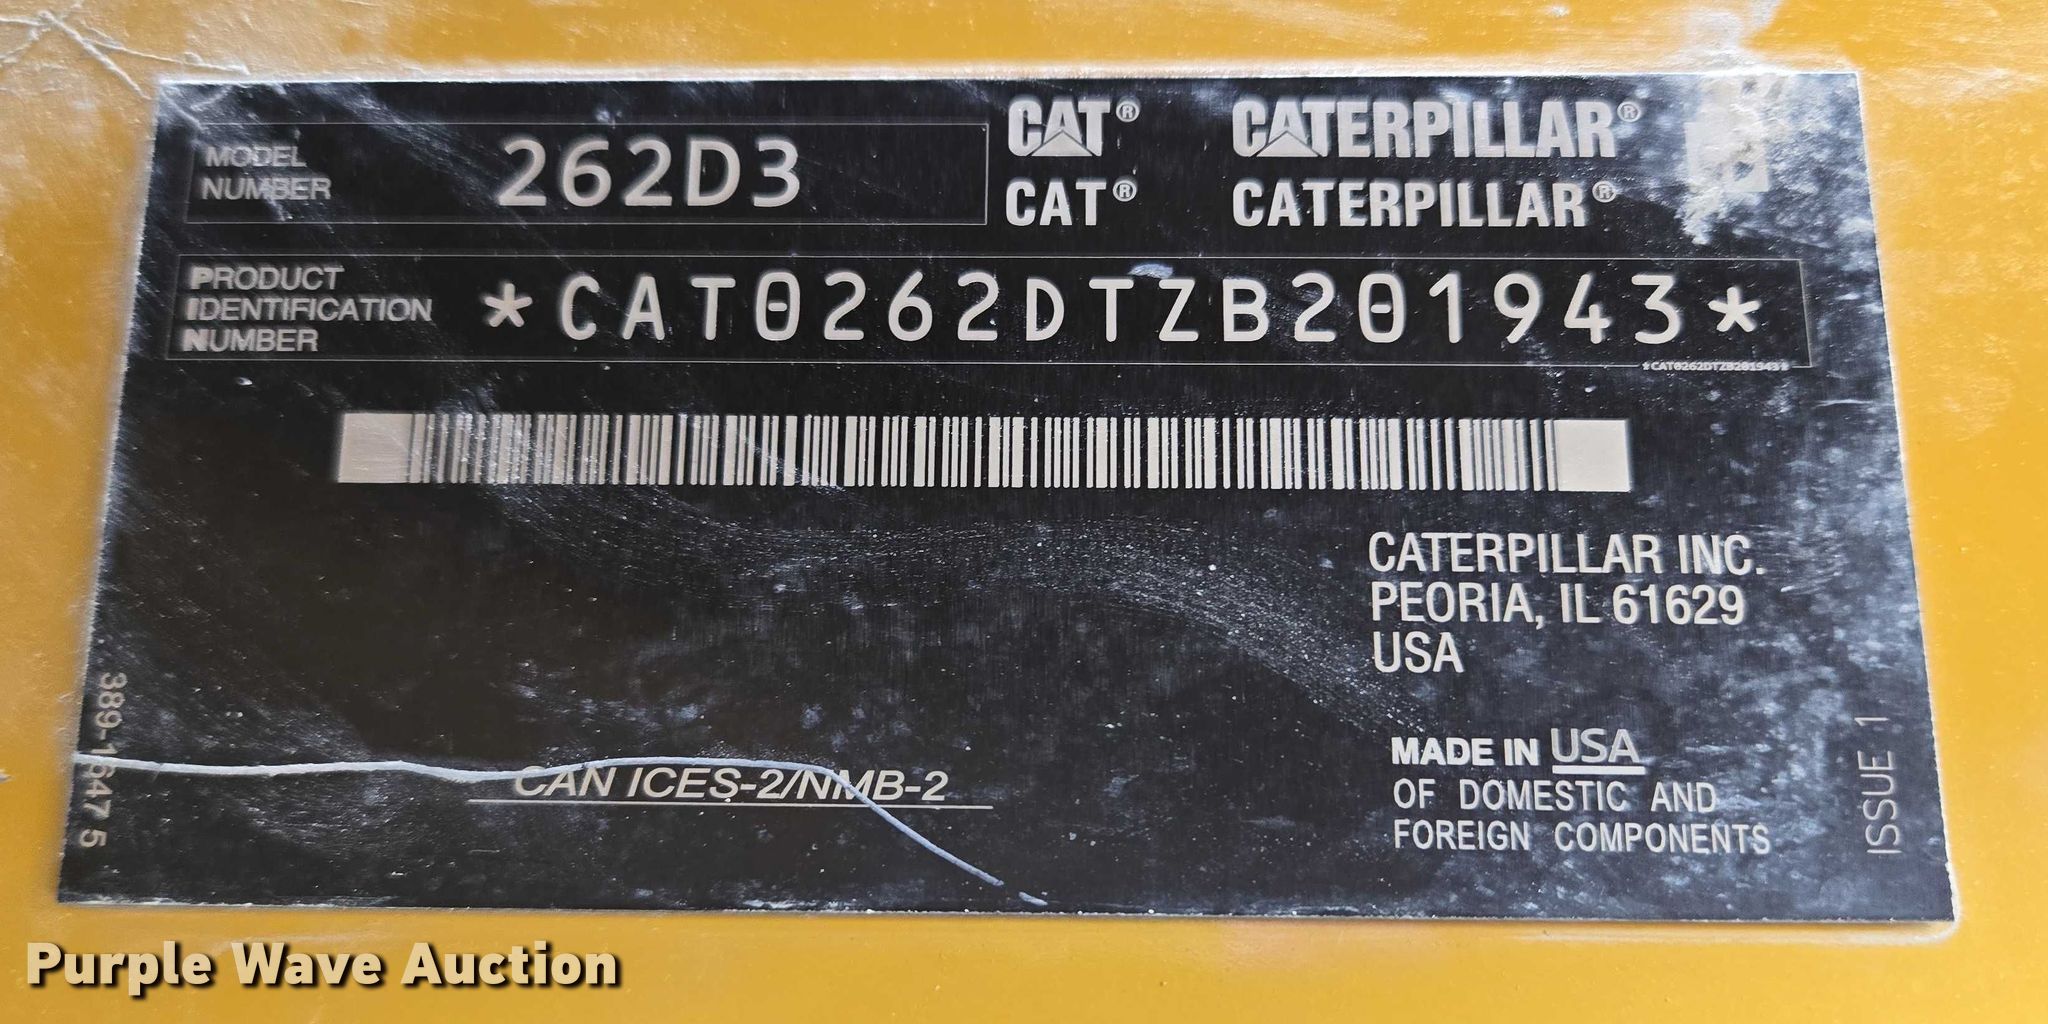 MODEL
NUMBER
262D3
CAT® CATERPILLAR®
CAT® CATERPILLAR®
PRODUCT
IDENTIFICATION
NUMBER
*CAT0262DTZB201943*
*CAT0262DTZB201943*
CATERPILLAR INC.
PEORIA, IL 61629
USA
389-1647 5
CAN ICES-2/NMB-2
MADE IN USA
OF DOMESTIC AND
FOREIGN COMPONENTS
ISSUE 1
Purple Wave Auction